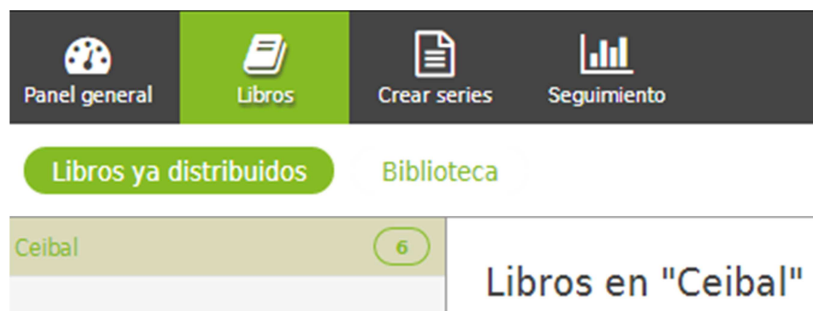 Panel general
Libros
Crear series
Seguimiento
Libros ya distribuidos
Biblioteca
Ceibal
6
Libros en "Ceibal"